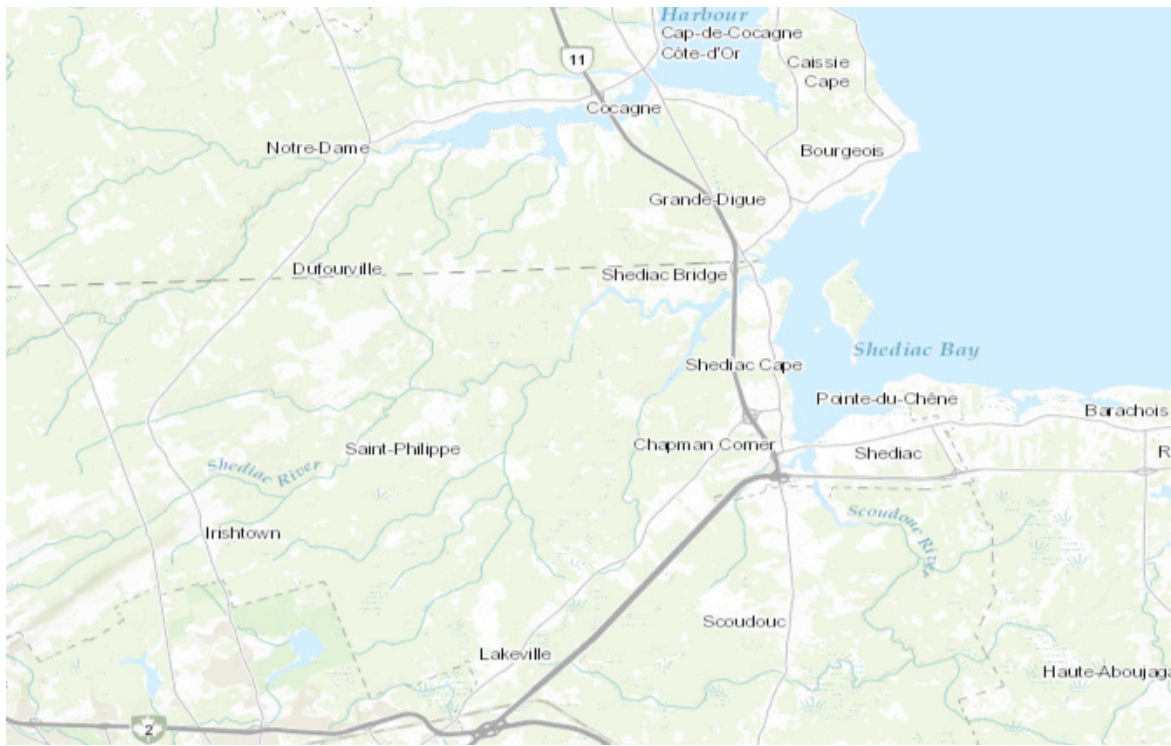 Harbour
Cap-de-Cocagne
Côte-d'Or
11
Caissie
Cape
Cocagne
Notre-Dame
Bourgeois
Grande-Digue
Dufourville
Shediac Bridge
Shediac Bay
Shediac Cape
Pointe-du-Chêne
Barachois
Chapman Corner
Saint-Philippe
Shediac
R
Shediac River
Scoudouc River
Irishtown
Scoudouc
Lakeville
Haute-Aboujaga
2